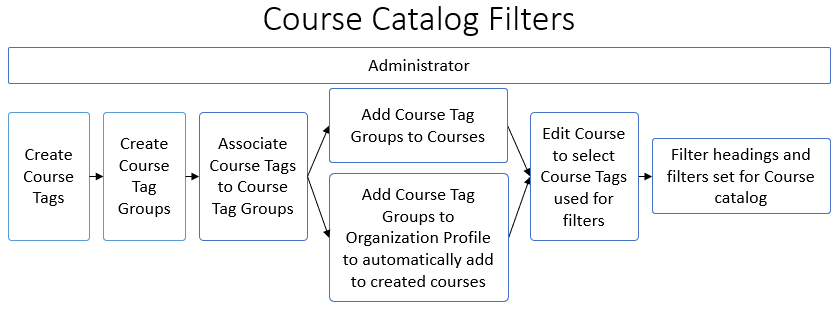 Course Catalog Filters
Administrator
Create
Course
Tags
Create
Course
Tag
Groups
Associate
Course Tags
to Course
Tag Groups
Add Course Tag
Groups to Courses
Add Course Tag
Groups to
Organization Profile
to automatically add
to created courses
Edit Course
to select
Course Tags
used for
filters
Filter headings and
filters set for Course
catalog